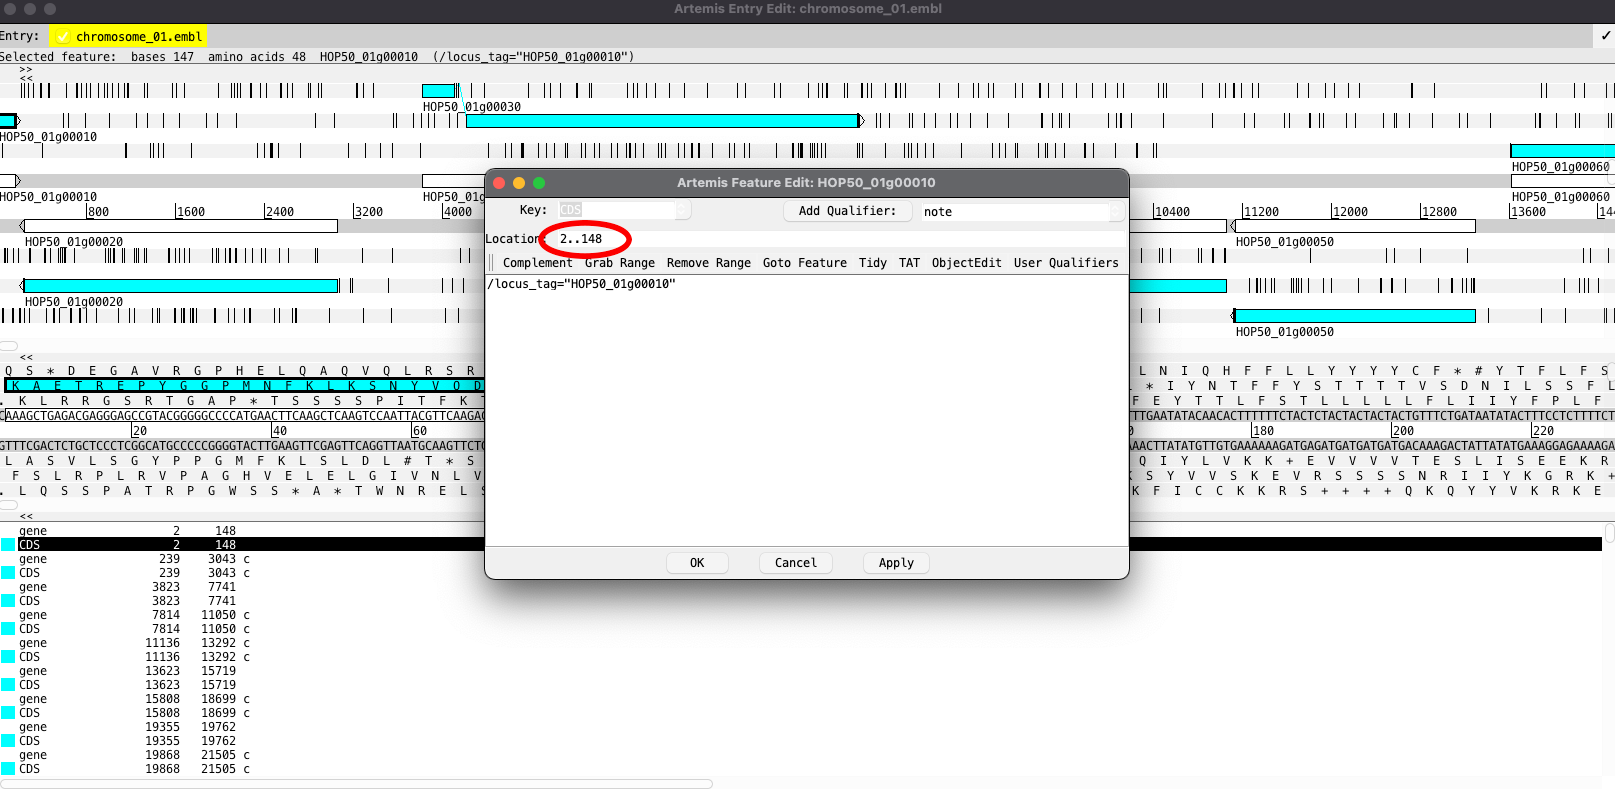 Artemis Entry Edit: chromosome_01.embl
Entry: chromosome_01.embl
Selected feature: bases 147 amino acids 48 HOP50_01g00010 (/locus_tag="HOP50_01g00010")
>>
<<
HOP50_01g00030
HOP50_01g00010
HOP50_01g00060
HOP50_01g00010
HOP50_01g00060
800 1600 2400 3200 4000 10400 11200 12000 12800 13600
HOP50_01g00020 HOP50_01g00050
HOP50_01g00020
HOP50_01g00050
Artemis Feature Edit: HOP50_01g00010
Key: CDS Add Qualifier: note
Location: 2..148
Complement Grab Range Remove Range Goto Feature Tidy TAT ObjectEdit User Qualifiers
/locus_tag="HOP50_01g00010"
OK Cancel Apply
<<
Q S * D E G A V R G P H E L Q A Q V Q L R S R L N I Q H F F L L Y Y Y Y C F * # Y T F L F S
K A E T R E P Y G G P M N F K L K S N Y V Q D * I Y N T F F Y S T T T T V S D N I L S S F L
. K L R R G S R T G A P * T S S S S P I T F K T F E Y T T L F S T L L L L L F L I I Y F P L F
CAAAGCTGAGACGAGGGAGCCGTACGGGGGCCCCATGAACTTCAAGCTCAAGTCCAATTACGTTCAAGAC TTGAATATACAACACTTTTTTCTACTCTACTACTACTACTGTTTCTGATAATATACTTTCCTCTTTTCT
20 40 60 180 200 220
GTTTCGACTCTGCTCCCTCGGCATGCCCCCGGGGTACTTGAAGTTCGAGTTCAGGTTAATGCAAGTTCTG AACTTATATGTTGTGAAAAAAGATGAGATGATGATGATGACAAAGACTATTATATGAAAGGAGAAAAGA
L A S V L S G Y P P G M F K L S L D L # T * S Q I Y L V K K + E V V V V T E S L I S E E K R
F S L R P L R V P A G H V E L E L G I V N L V K S Y V V S K E V R S S S S N R I I Y K G R K +
. L Q S S P A T R P G W S S * A * T W N R E L S K F I C C K K R S + + + + Q K Q Y Y V K R K E
<<
gene 2 148
CDS 2 148
gene 239 3043 c
CDS 239 3043 c
gene 3823 7741
CDS 3823 7741
gene 7814 11050 c
CDS 7814 11050 c
gene 11136 13292 c
CDS 11136 13292 c
gene 13623 15719
CDS 13623 15719
gene 15808 18699 c
CDS 15808 18699 c
gene 19355 19762
CDS 19355 19762
gene 19868 21505 c
CDS 19868 21505 c